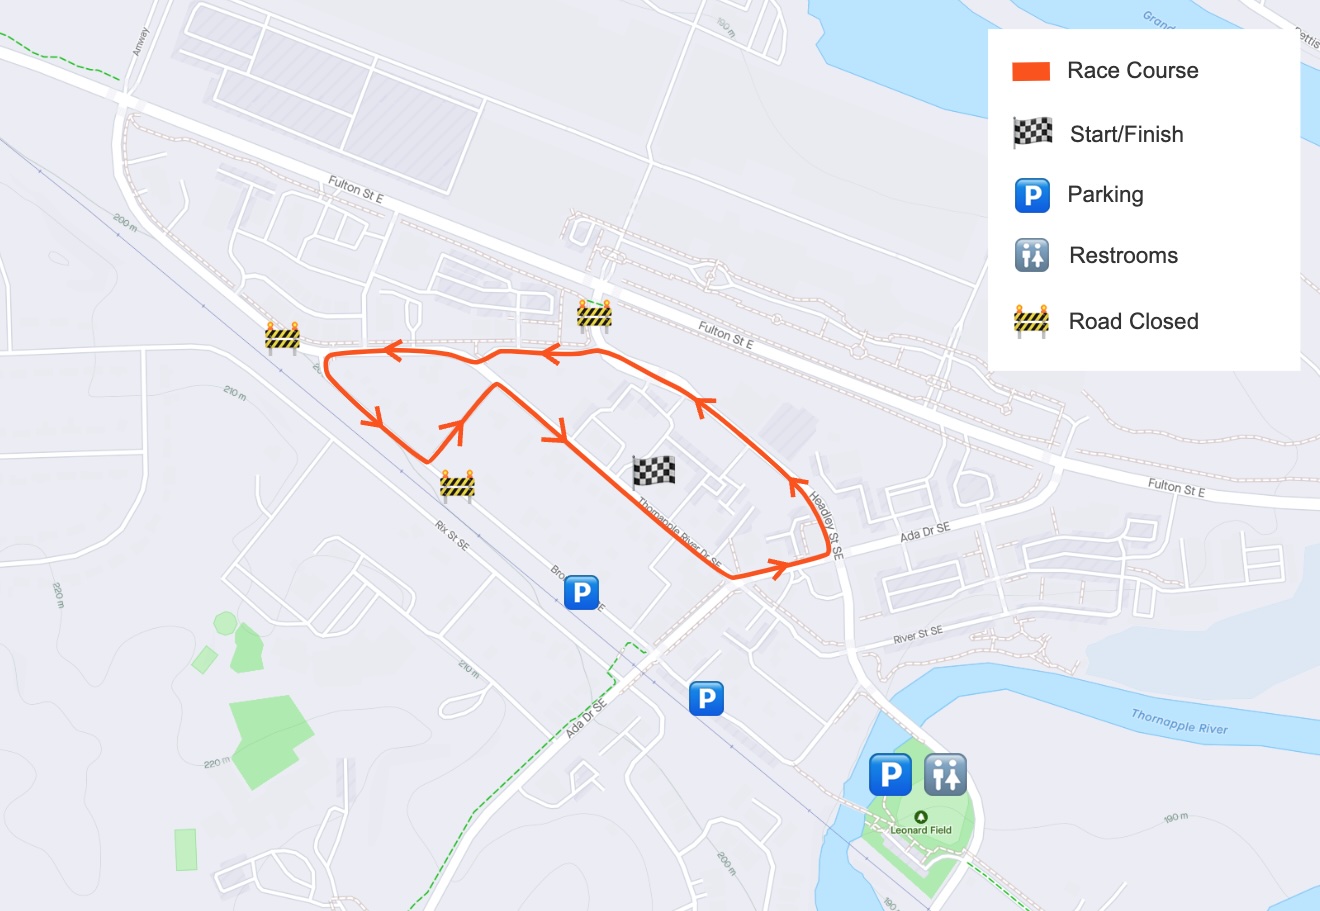 Grand
Pettis
190 m
Amway
Race Course
Start/Finish
P
Parking
Restrooms
Road Closed
Fulton St E
200 m
Fulton St E
210 m
Fulton St E
Headley St SE
Ada Dr SE
Thornapple River Dr SE
Rix St SE
P
220 m
River St SE
210 m
P
Ada Dr SE
Thornapple River
220 m
P
190 m
Leonard Field
200 m
190